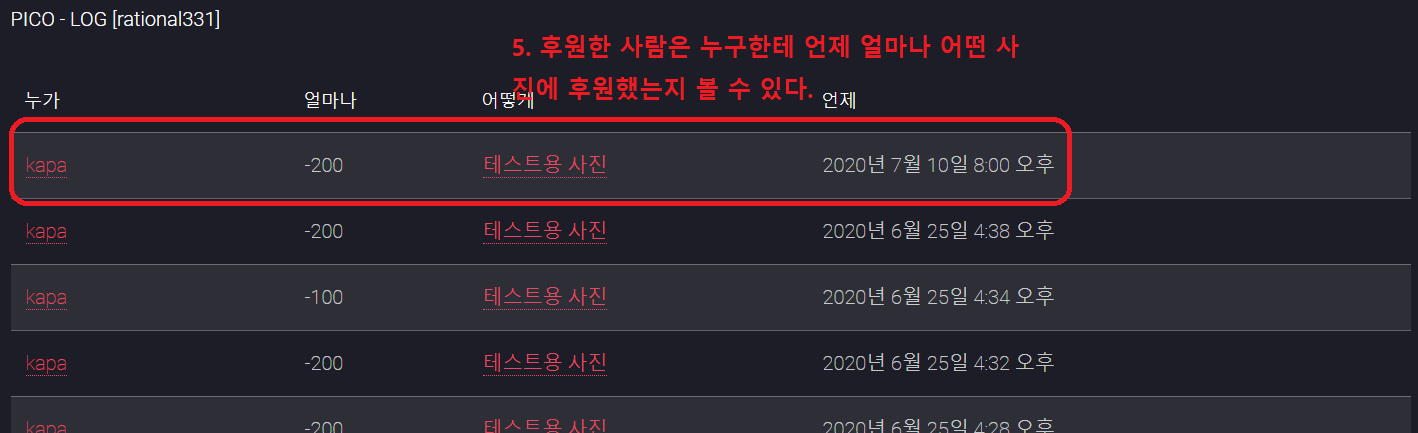 PICO - LOG [rational331]
5. 후원한 사람은 누구한테 언제 얼마나 어떤 사
진에 후원했는지 볼 수 있다.
누가 얼마나 어떻게 언제
kapa -200 테스트용 사진 2020년 7월 10일 8:00 오후
kapa -200 테스트용 사진 2020년 6월 25일 4:38 오후
kapa -100 테스트용 사진 2020년 6월 25일 4:34 오후
kapa -200 테스트용 사진 2020년 6월 25일 4:32 오후
kapa -200 테스트용 사진 2020년 6월 25일 4:28 오후